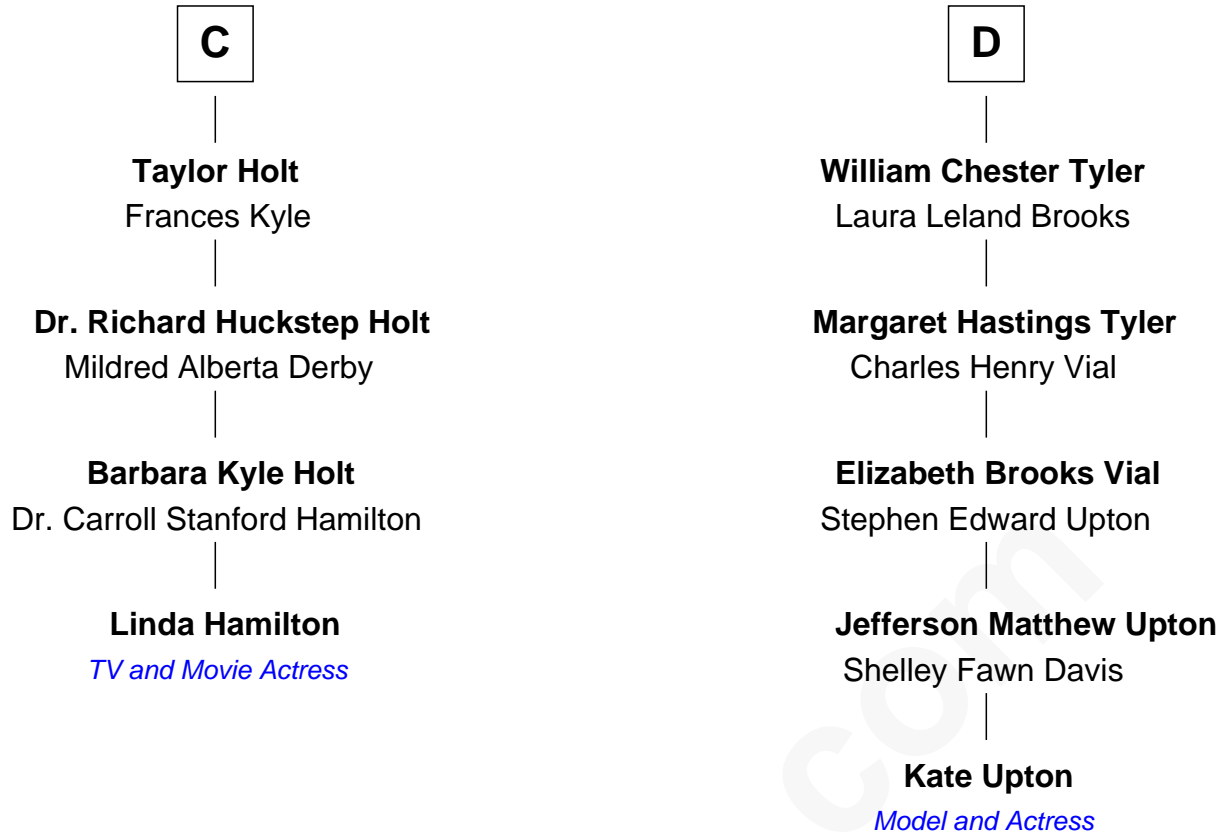 C
Taylor Holt
Frances Kyle
Dr. Richard Huckstep Holt
Mildred Alberta Derby
Barbara Kyle Holt
Dr. Carroll Stanford Hamilton
Linda Hamilton
TV and Movie Actress
D
William Chester Tyler
Laura Leland Brooks
Margaret Hastings Tyler
Charles Henry Vial
Elizabeth Brooks Vial
Stephen Edward Upton
Jefferson Matthew Upton
Shelley Fawn Davis
Kate Upton
Model and Actress
com